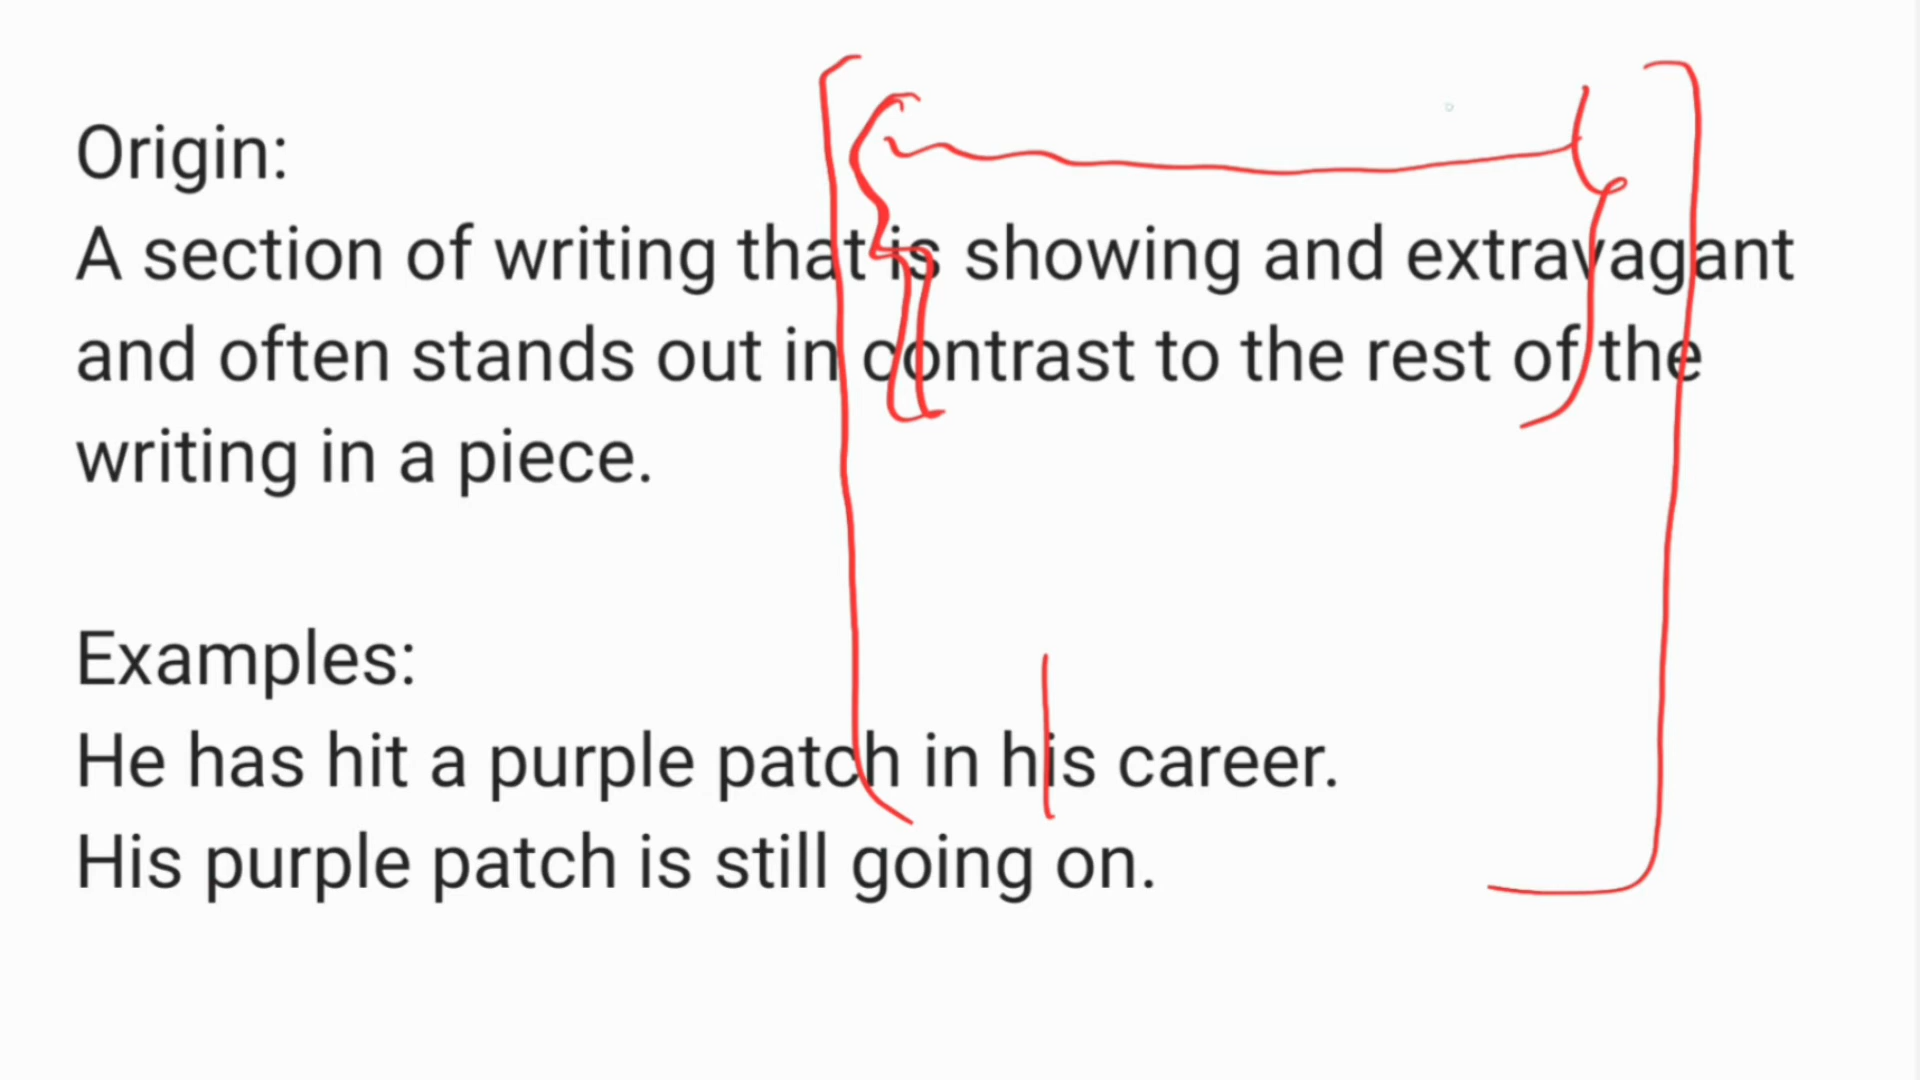 Origin:
A section of writing that is showing and extravagant
and often stands out in contrast to the rest of the
writing in a piece.
Examples:
He has hit a purple patch in his career.
His purple patch is still going on.